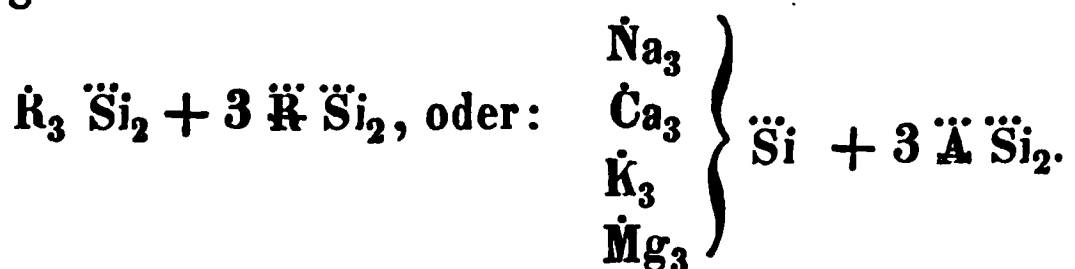 Ṙ₃ S⃛i₂ + 3 R̶⃛ S⃛i₂, oder:
Ṅa₃
Ċa₃
K̇₃
Ṁg₃
} S⃛i + 3 A̶⃛ S⃛i₂.